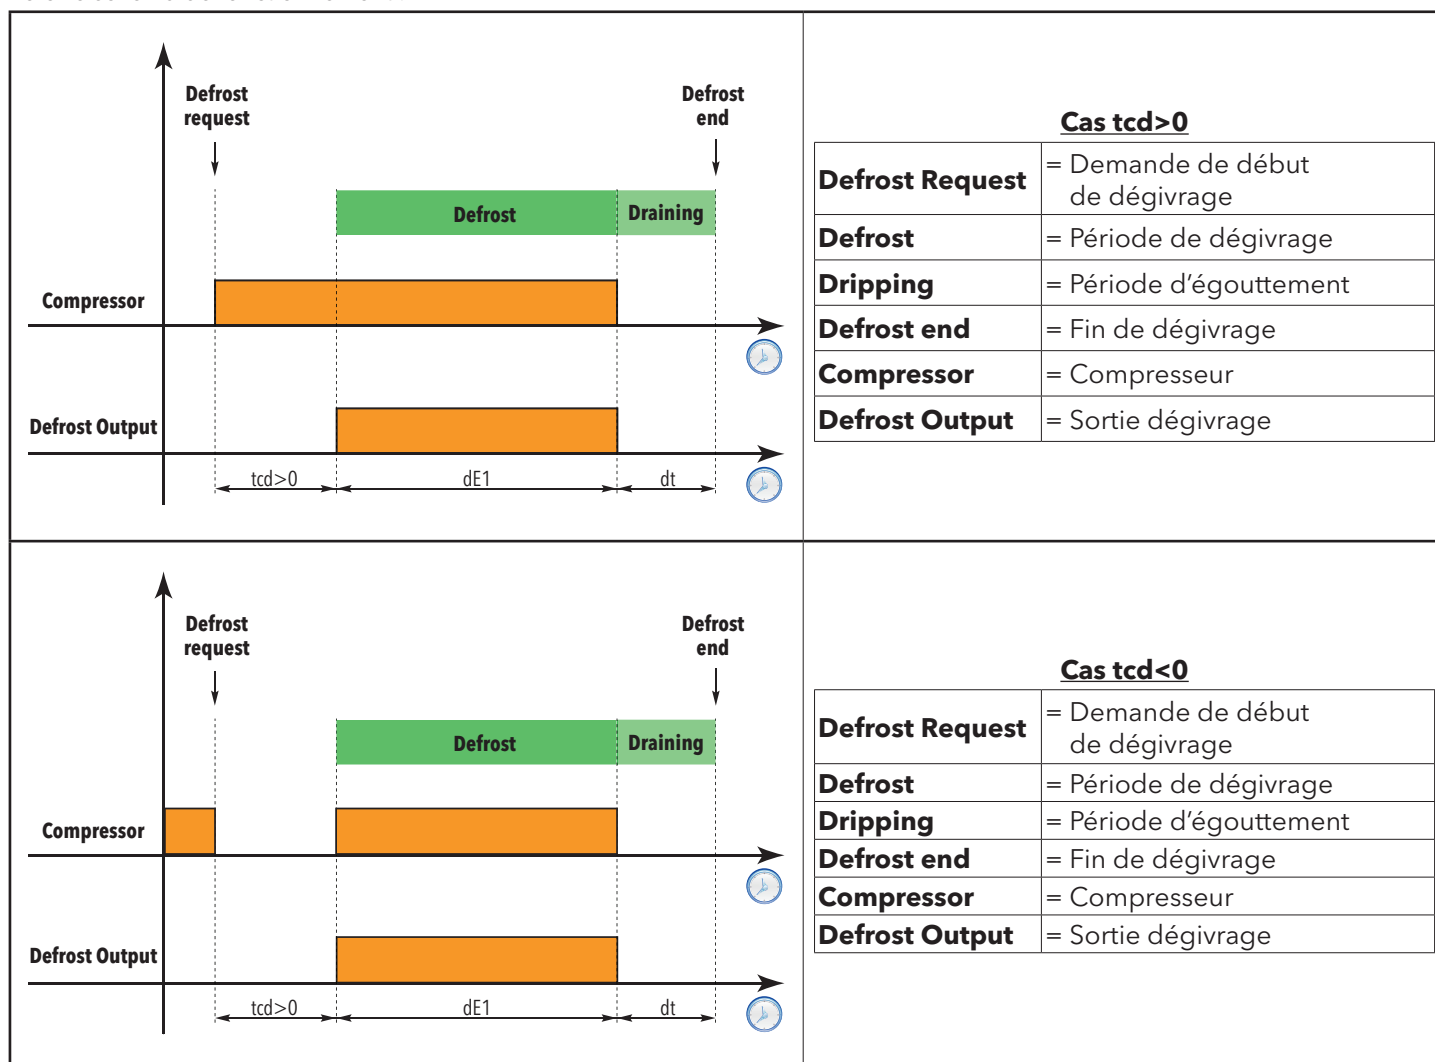 Defrost
request
Defrost
end
Defrost
Draining
Compressor
Defrost Output
tcd>0
dE1
dt
Cas tcd>0
Defrost Request = Demande de début
de dégivrage
Defrost = Période de dégivrage
Dripping = Période d'égouttement
Defrost end = Fin de dégivrage
Compressor = Compresseur
Defrost Output = Sortie dégivrage
Defrost
request
Defrost
end
Defrost
Draining
Compressor
Defrost Output
tcd>0
dE1
dt
Cas tcd<0
Defrost Request = Demande de début
de dégivrage
Defrost = Période de dégivrage
Dripping = Période d'égouttement
Defrost end = Fin de dégivrage
Compressor = Compresseur
Defrost Output = Sortie dégivrage